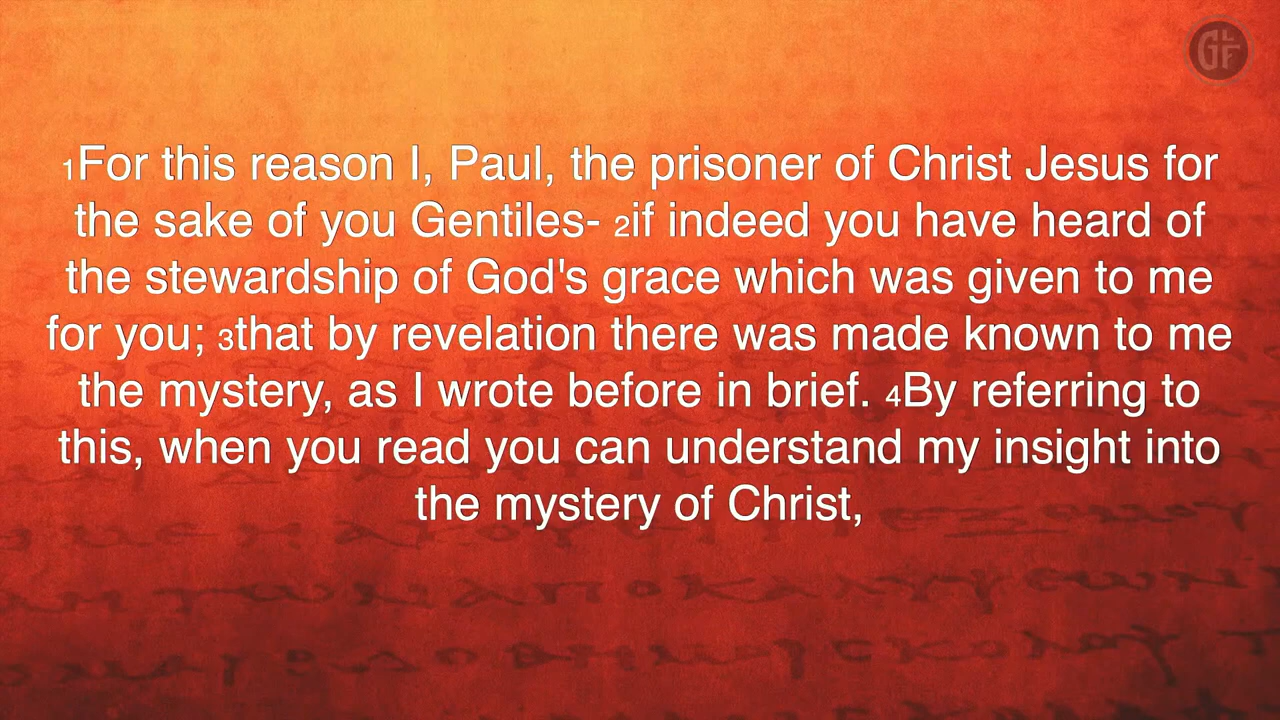 GF
1For this reason I, Paul, the prisoner of Christ Jesus for
the sake of you Gentiles- 2if indeed you have heard of
the stewardship of God's grace which was given to me
for you; 3that by revelation there was made known to me
the mystery, as I wrote before in brief. 4By referring to
this, when you read you can understand my insight into
the mystery of Christ,